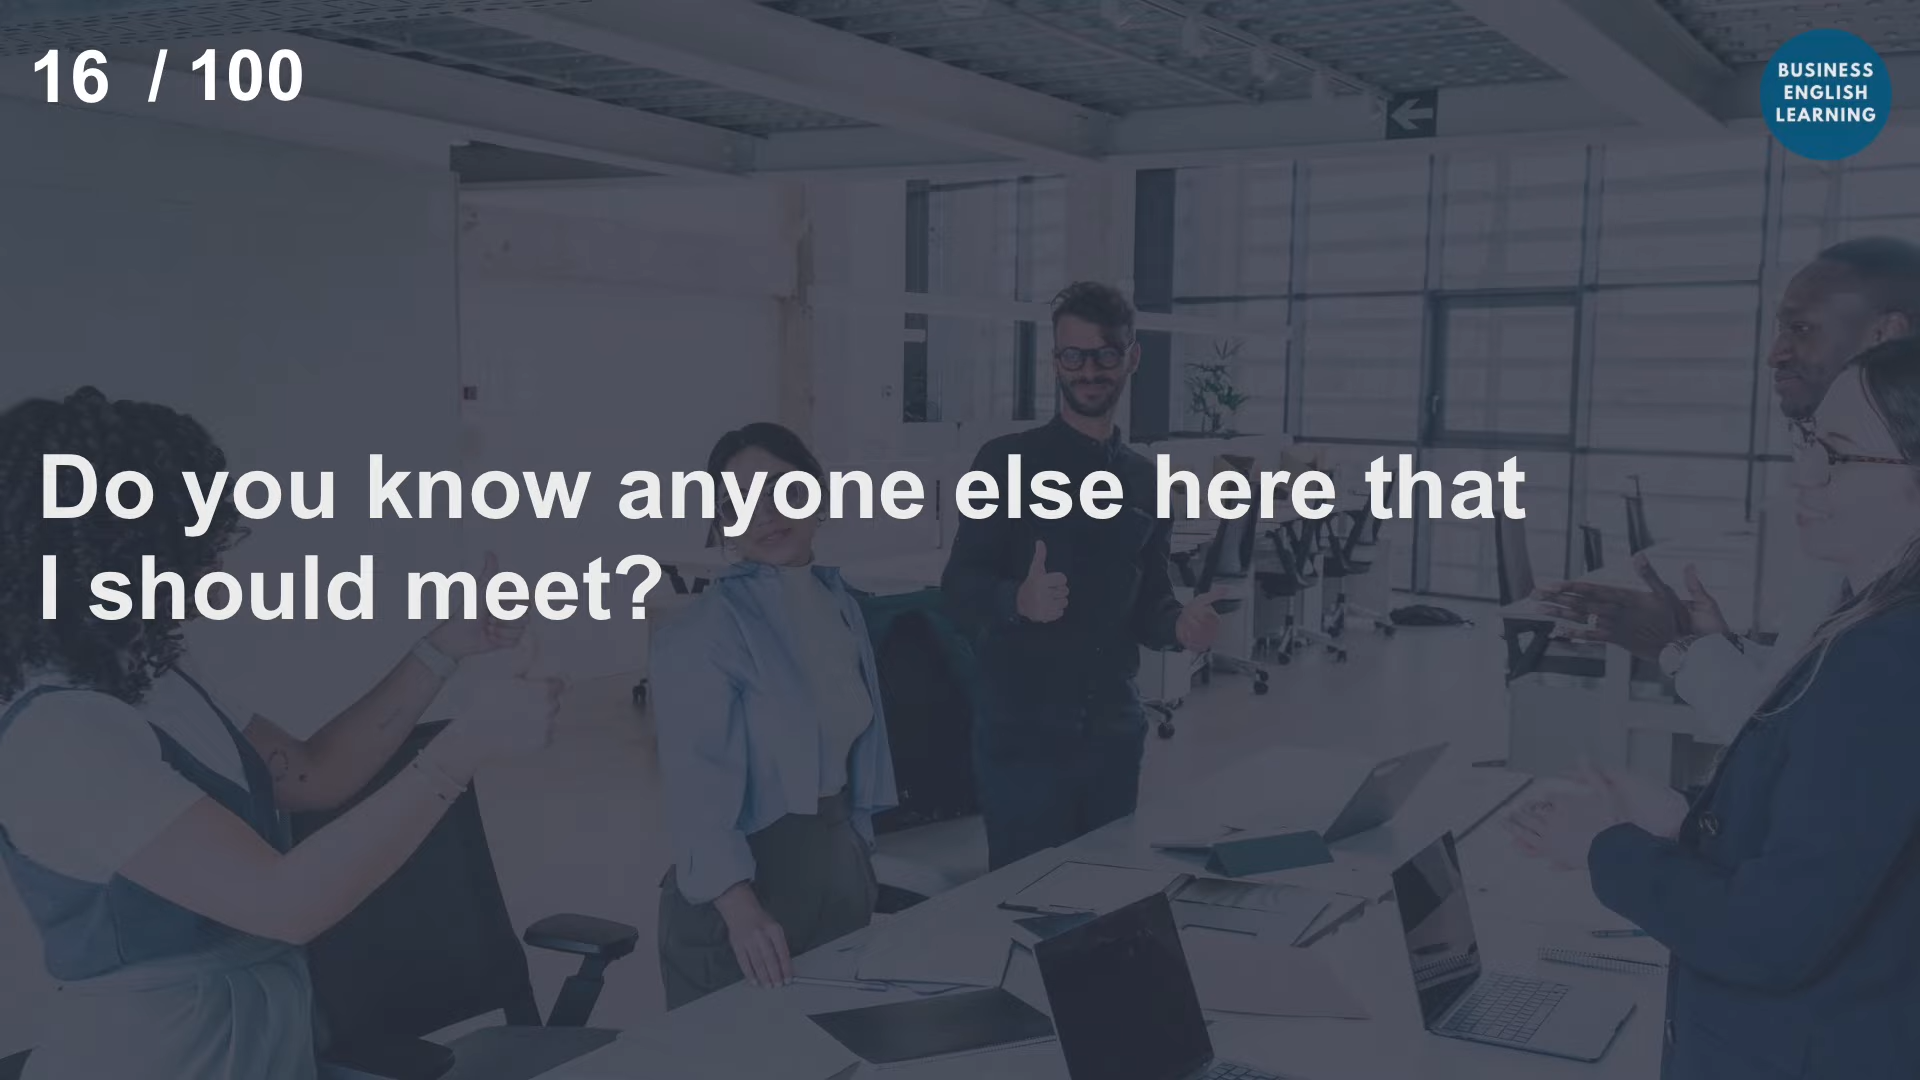 16 / 100
BUSINESS
ENGLISH
LEARNING
Do you know anyone else here that
I should meet?